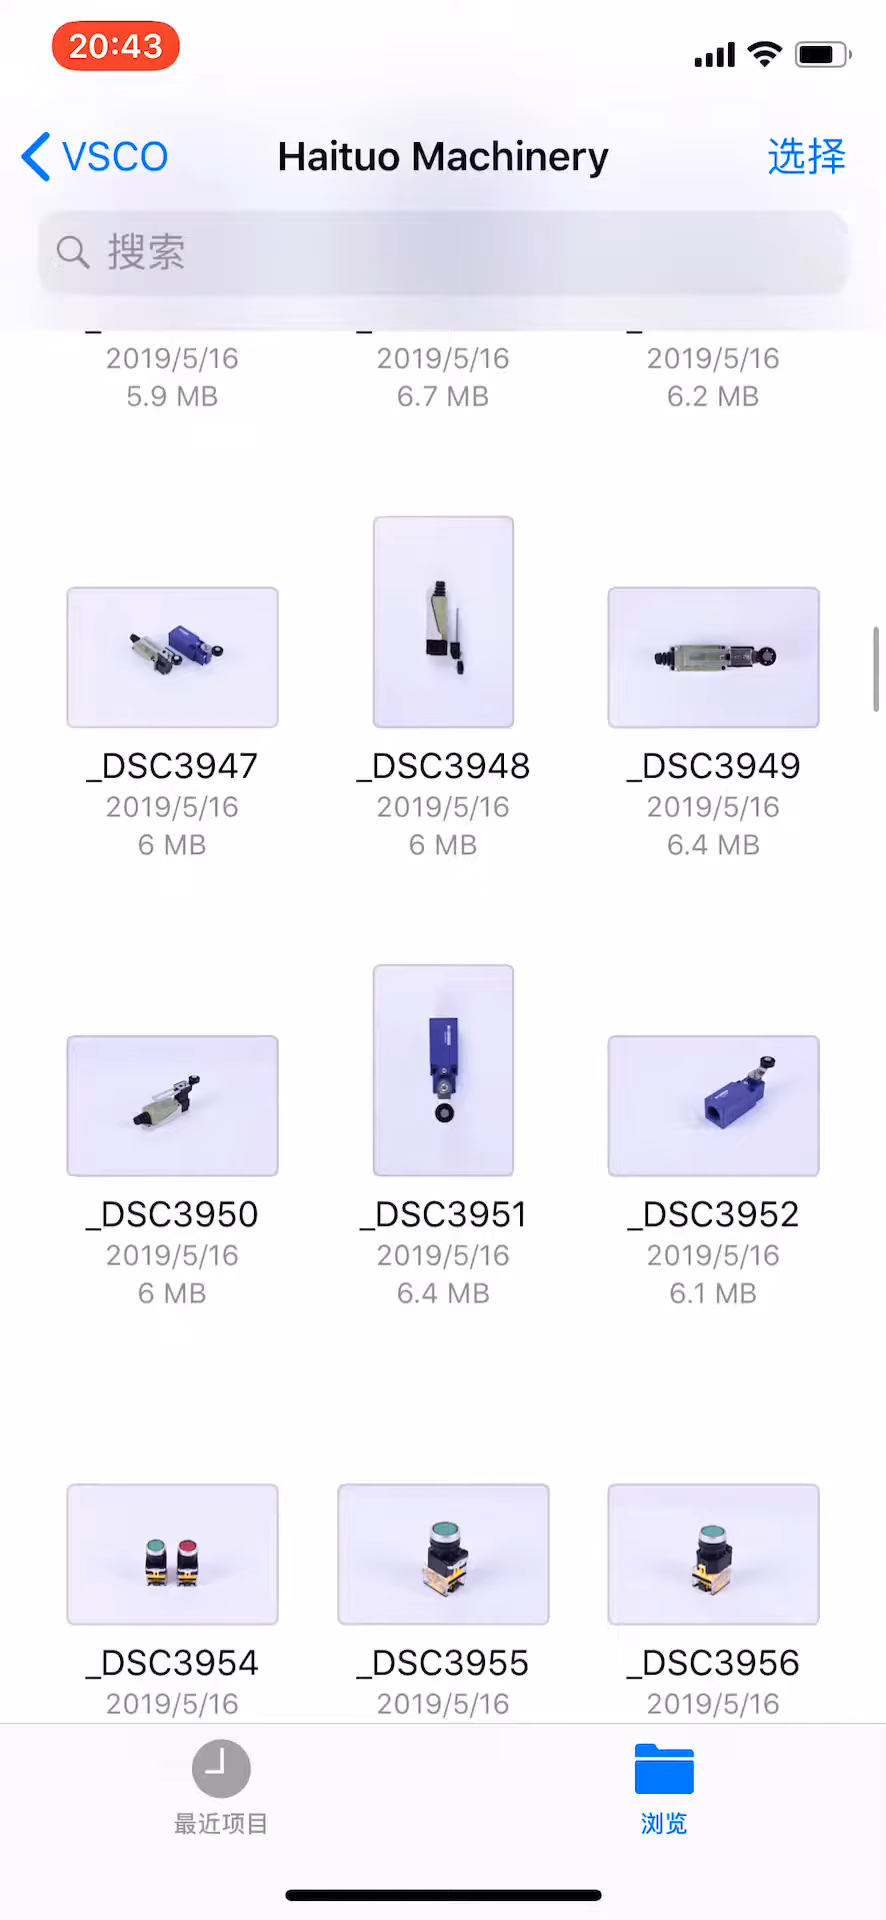 20:43
VSCO
Haituo Machinery
选择
搜索
2019/5/16
2019/5/16
2019/5/16
5.9 MB
6.7 MB
6.2 MB
_DSC3947
_DSC3948
_DSC3949
2019/5/16
2019/5/16
2019/5/16
6 MB
6 MB
6.4 MB
_DSC3950
_DSC3951
_DSC3952
2019/5/16
2019/5/16
2019/5/16
6 MB
6.4 MB
6.1 MB
_DSC3954
_DSC3955
_DSC3956
2019/5/16
2019/5/16
2019/5/16
最近项目
浏览